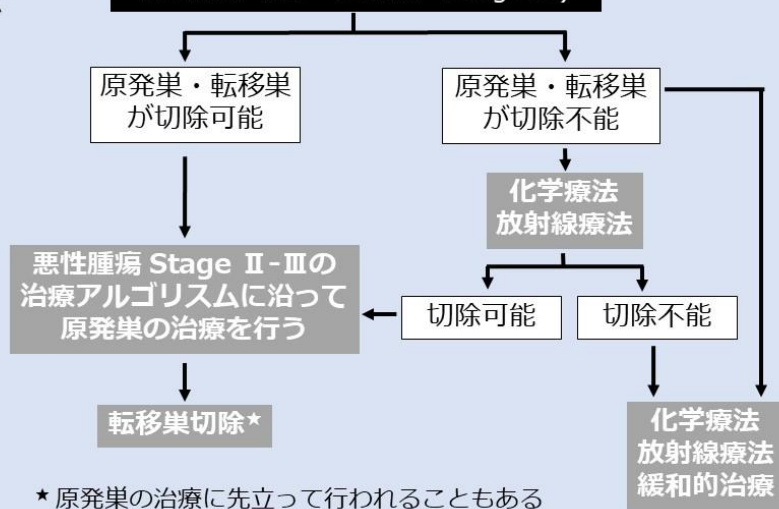 原発巣・転移巣
が切除可能
原発巣・転移巣
が切除不能
化学療法
放射線療法
悪性腫瘍 Stage Ⅱ-Ⅲの
治療アルゴリズムに沿って
原発巣の治療を行う
切除可能
切除不能
転移巣切除★
化学療法
放射線療法
緩和的治療
★原発巣の治療に先立って行われることもある